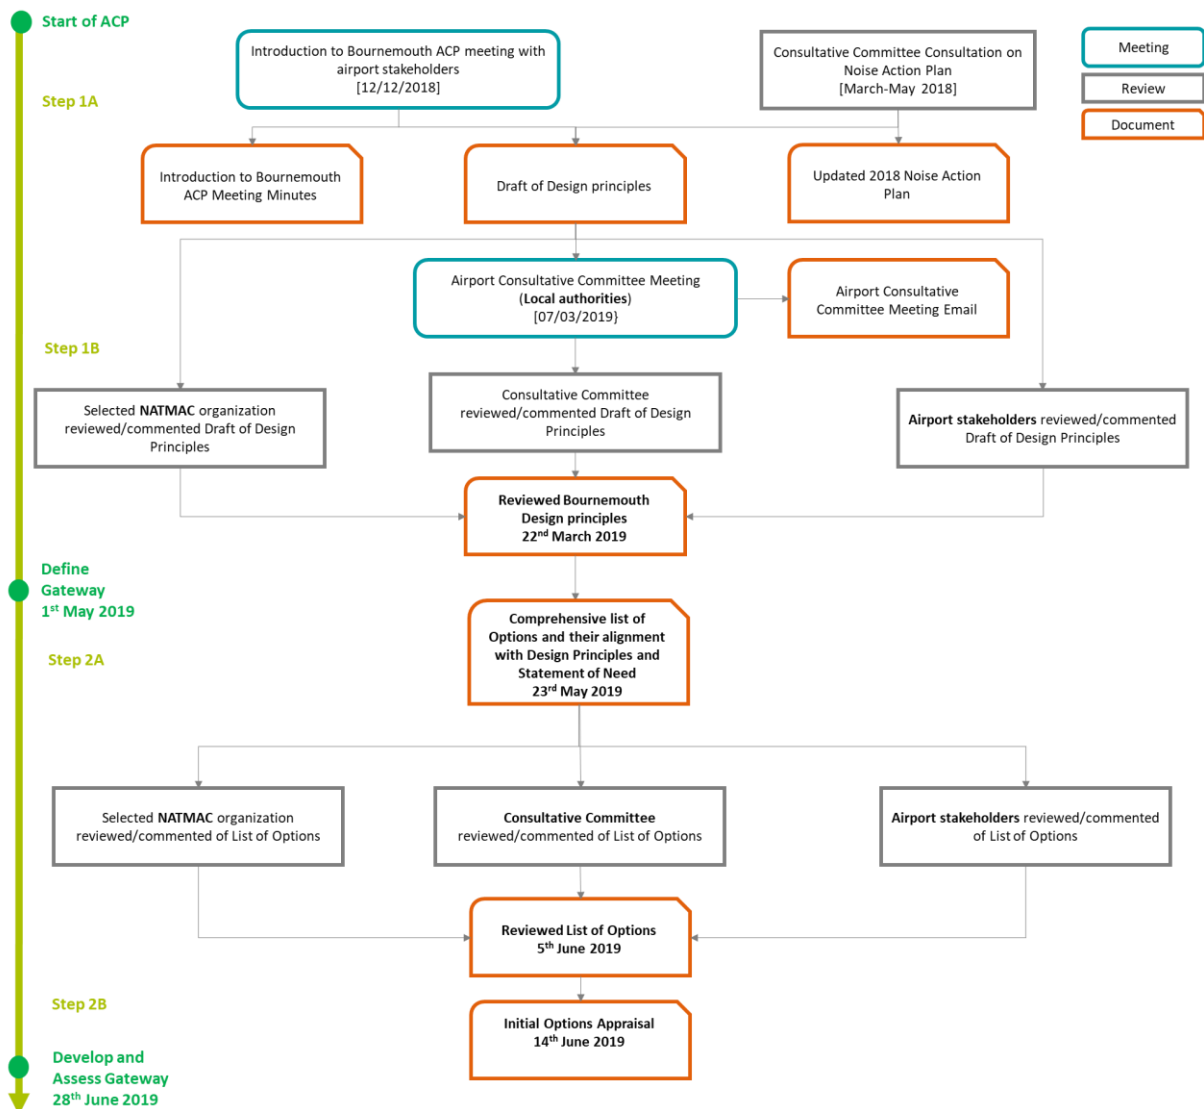 Start of ACP
Introduction to Bournemouth ACP meeting with
airport stakeholders
[12/12/2018]
Consultative Committee Consultation on
Noise Action Plan
[March-May 2018]
Meeting
Review
Document
Step 1A
Introduction to Bournemouth
ACP Meeting Minutes
Draft of Design principles
Updated 2018 Noise Action
Plan
Airport Consultative Committee Meeting
(Local authorities)
[07/03/2019}
Airport Consultative
Committee Meeting Email
Step 1B
Selected NATMAC organization
reviewed/commented Draft of Design
Principles
Consultative Committee
reviewed/commented Draft of Design
Principles
Airport stakeholders reviewed/commented
Draft of Design Principles
Reviewed Bournemouth
Design principles
22nd March 2019
Define
Gateway
1st May 2019
Comprehensive list of
Options and their alignment
with Design Principles and
Statement of Need
23rd May 2019
Step 2A
Selected NATMAC organization
reviewed/commented of List of Options
Consultative Committee
reviewed/commented of List of Options
Airport stakeholders reviewed/commented
of List of Options
Reviewed List of Options
5th June 2019
Step 2B
Initial Options Appraisal
14th June 2019
Develop and
Assess Gateway
28th June 2019